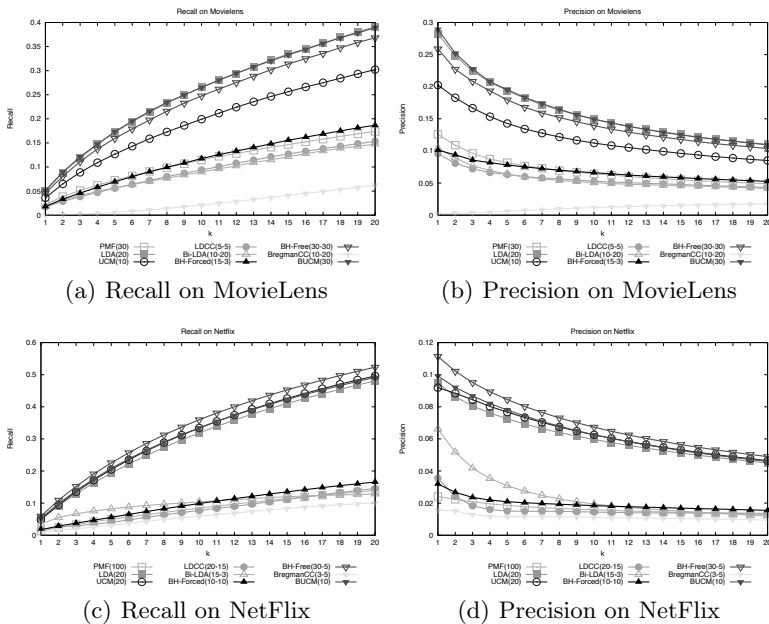 Recall on Movielens
Recall
0.4
0.35
0.3
0.25
0.2
0.15
0.1
0.05
0
1 2 3 4 5 6 7 8 9 10 11 12 13 14 15 16 17 18 19 20
k
PMF(30) LDCC(5-5) BH-Free(30-30)
LDA(20) Bi-LDA(10-20) BregmanCC(10-20)
UCM(10) BH-Forced(15-3) BUCM(30)
(a) Recall on MovieLens
Precision on Movielens
Precision
0.3
0.25
0.2
0.15
0.1
0.05
0
1 2 3 4 5 6 7 8 9 10 11 12 13 14 15 16 17 18 19 20
k
PMF(30) LDCC(5-5) BH-Free(30-30)
LDA(20) Bi-LDA(10-20) BregmanCC(10-20)
UCM(10) BH-Forced(15-3) BUCM(30)
(b) Precision on MovieLens
Recall on Netflix
Recall
0.6
0.5
0.4
0.3
0.2
0.1
0
1 2 3 4 5 6 7 8 9 10 11 12 13 14 15 16 17 18 19 20
k
PMF(100) LDCC(20-15) BH-Free(30-5)
LDA(20) Bi-LDA(15-3) BregmanCC(3-5)
UCM(20) BH-Forced(10-10) BUCM(10)
(c) Recall on NetFlix
Precision on Netflix
Precision
0.12
0.1
0.08
0.06
0.04
0.02
0
1 2 3 4 5 6 7 8 9 10 11 12 13 14 15 16 17 18 19 20
k
PMF(100) LDCC(20-15) BH-Free(30-5)
LDA(20) Bi-LDA(15-3) BregmanCC(3-5)
UCM(20) BH-Forced(10-10) BUCM(10)
(d) Precision on NetFlix